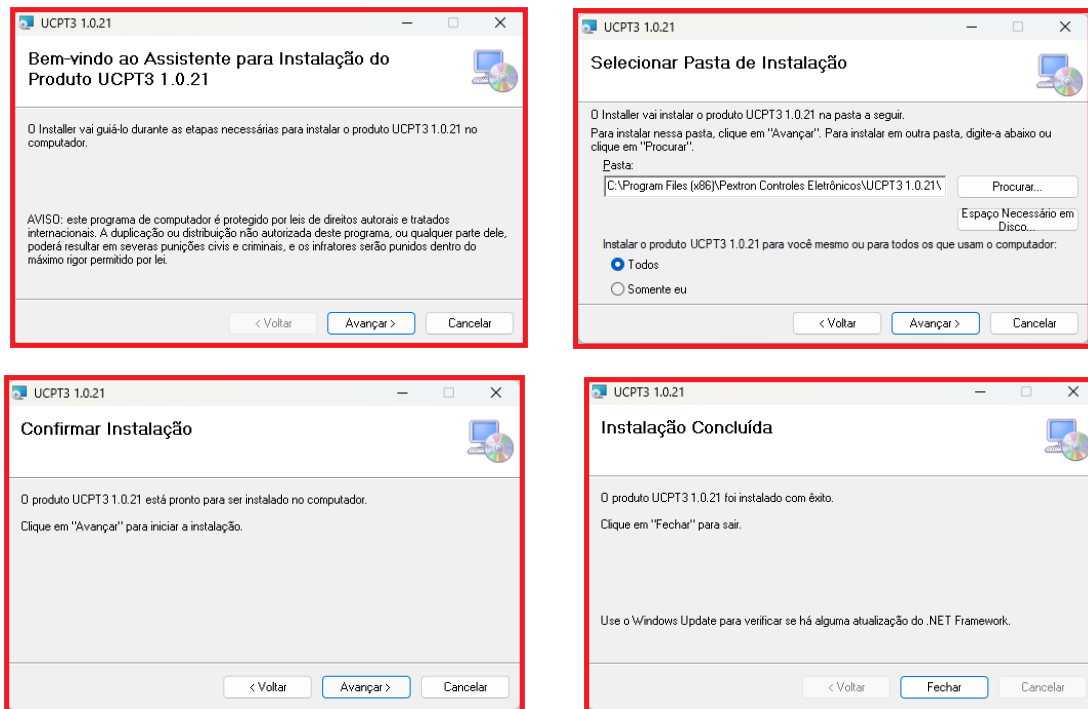 UCPT3 1.0.21
Bem-vindo ao Assistente para Instalação do
Produto UCPT3 1.0.21
O Installer vai guiá-lo durante as etapas necessárias para instalar o produto UCPT3 1.0.21 no
computador.
AVISO: este programa de computador é protegido por leis de direitos autorais e tratados
internacionais. A duplicação ou distribuição não autorizada deste programa, ou qualquer parte dele,
poderá resultar em severas punições civis e criminais, e os infratores serão punidos dentro do
máximo rigor permitido por lei.
< Voltar Avançar > Cancelar
UCPT3 1.0.21
Selecionar Pasta de Instalação
O Installer vai instalar o produto UCPT3 1.0.21 na pasta a seguir.
Para instalar nessa pasta, clique em "Avançar". Para instalar em outra pasta, digite-a abaixo ou
clique em "Procurar".
Pasta:
C:\Program Files (x86)\Pextron Controles Eletrônicos\UCPT3 1.0.21\ Procurar...
Espaço Necessário em
Disco...
Instalar o produto UCPT3 1.0.21 para você mesmo ou para todos os que usam o computador:
Todos
Somente eu
< Voltar Avançar > Cancelar
UCPT3 1.0.21
Confirmar Instalação
O produto UCPT3 1.0.21 está pronto para ser instalado no computador.
Clique em "Avançar" para iniciar a instalação.
< Voltar Avançar > Cancelar
UCPT3 1.0.21
Instalação Concluída
O produto UCPT3 1.0.21 foi instalado com êxito.
Clique em "Fechar" para sair.
Use o Windows Update para verificar se há alguma atualização do .NET Framework.
< Voltar Fechar Cancelar